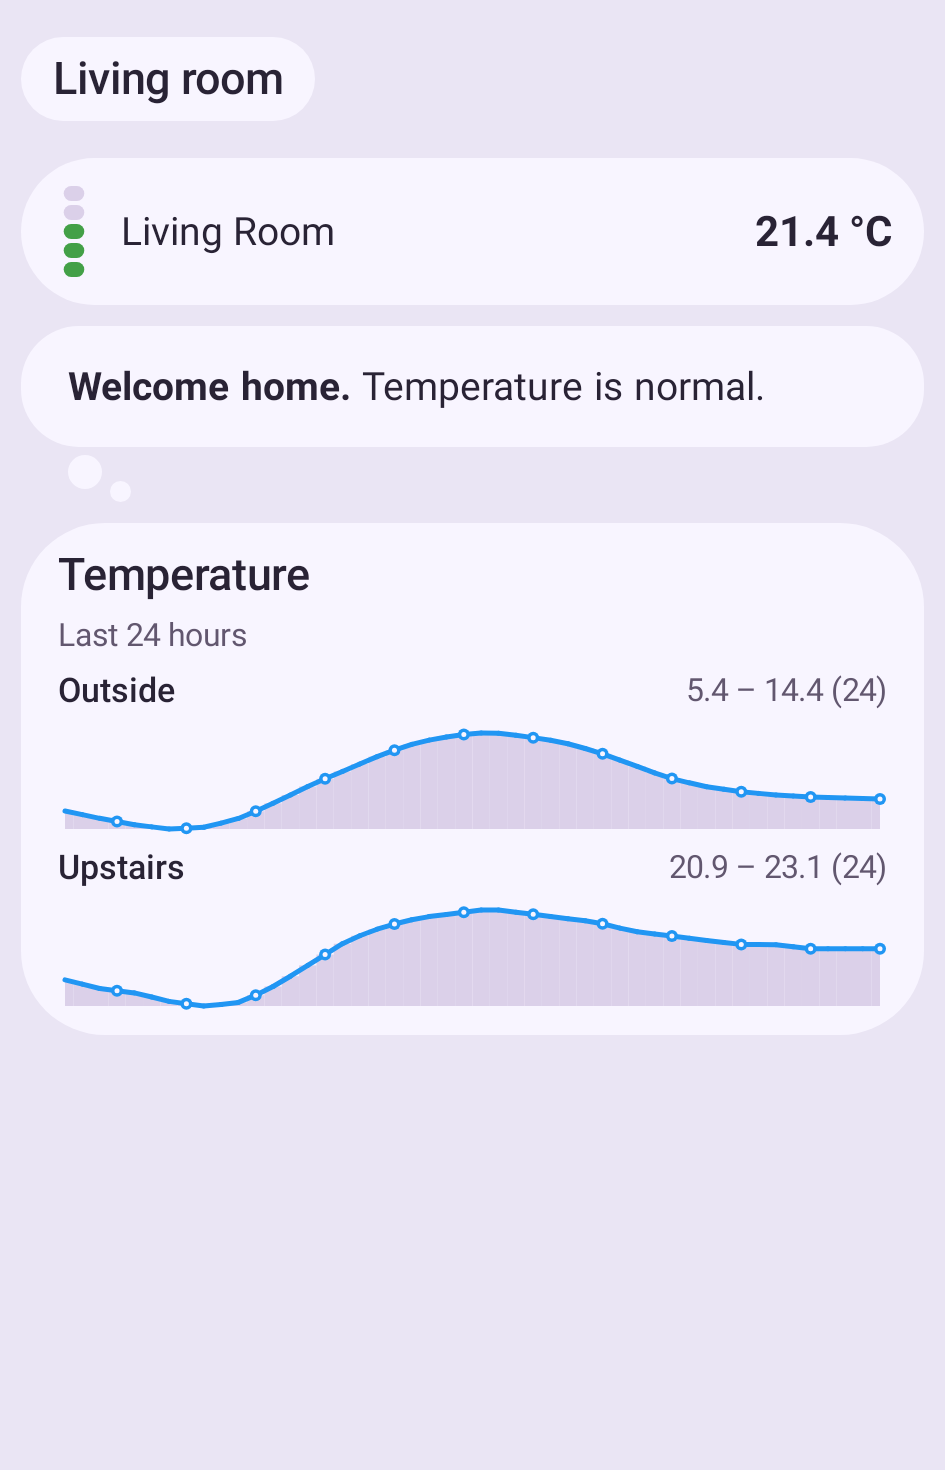 Living room
Living Room 21.4 °C
Welcome home. Temperature is normal.
Temperature
Last 24 hours
Outside 5.4 – 14.4 (24)
Upstairs 20.9 – 23.1 (24)